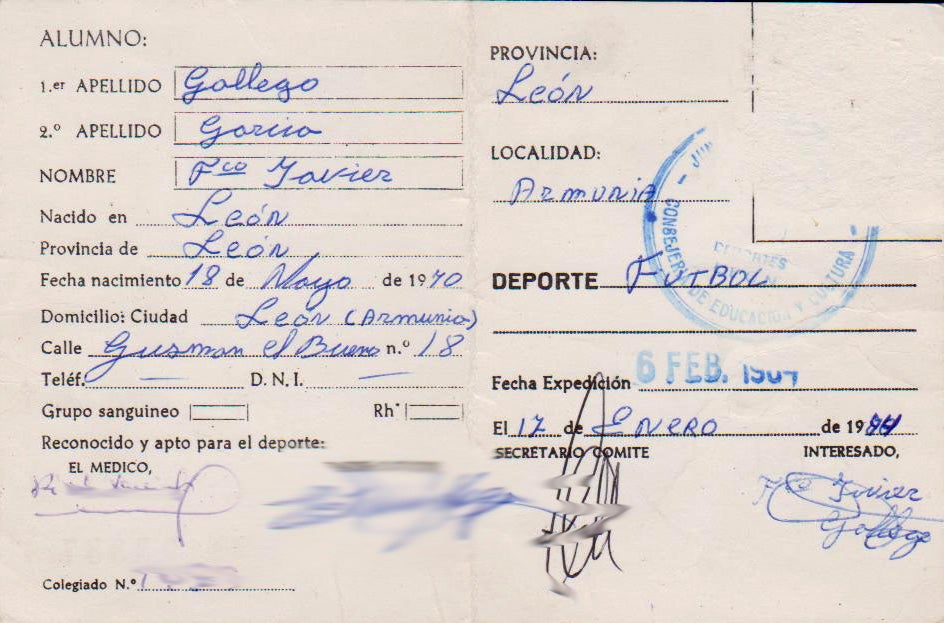 ALUMNO:
1.er APELLIDO Gallego
2.º APELLIDO Garcia
NOMBRE Fco Javier
Nacido en León
Provincia de León
Fecha nacimiento 18 de Mayo de 1970
Domicilio: Ciudad León (Armunia)
Calle Gusman el Bueno n.º 18
Teléf. — D. N. I. —
Grupo sanguineo Rh˙
Reconocido y apto para el deporte:
EL MEDICO,
Colegiado N.º
PROVINCIA:
León
LOCALIDAD:
Armunia
CONSEJERIA DE EDUCACION Y CULTURA
DEPORTE FUTBOL
Fecha Expedición 6 FEB. 1984
El 17 de ENERO de 1984
SECRETARIO COMITE INTERESADO,
Fco Javier
Gallego